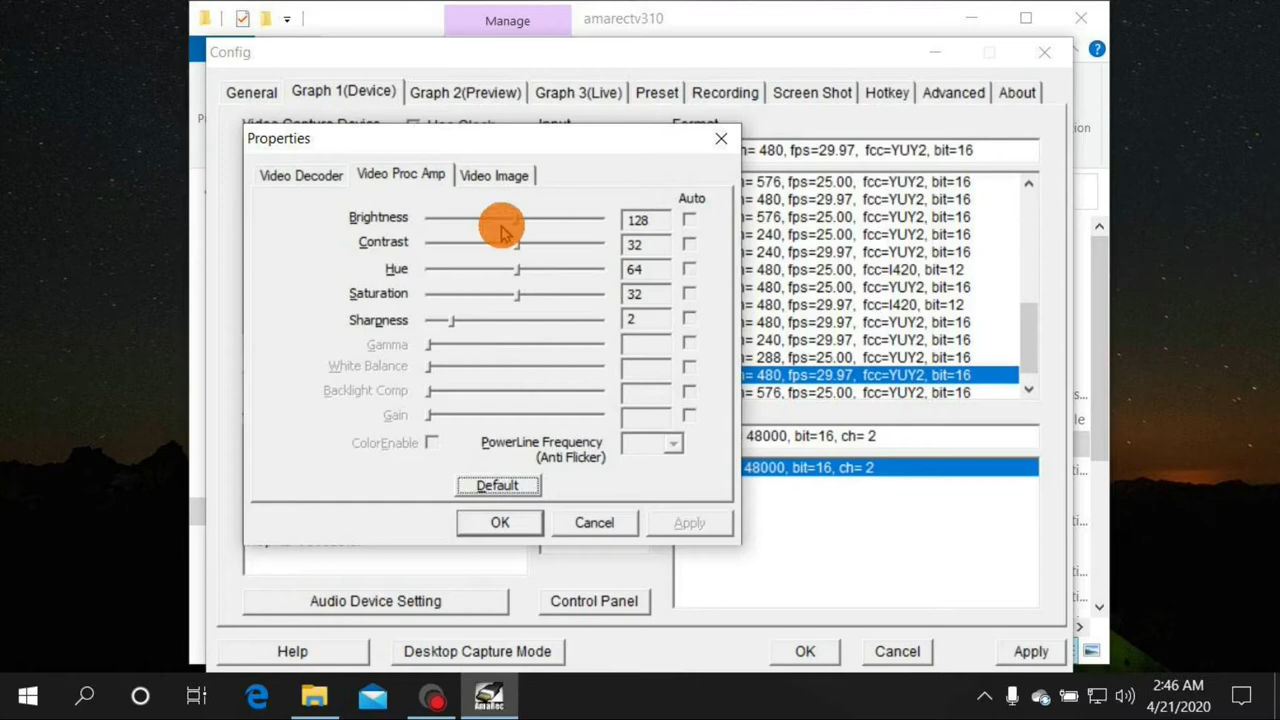 Manage
amarectv310
Config
General
Graph 1(Device)
Graph 2(Preview)
Graph 3(Live)
Preset
Recording
Screen Shot
Hotkey
Advanced
About
Properties
= 480, fps=29.97, fcc=YUY2, bit=16
Video Decoder
Video Proc Amp
Video Image
= 576, fps=25.00, fcc=YUY2, bit=16
= 480, fps=29.97, fcc=YUY2, bit=16
= 576, fps=25.00, fcc=YUY2, bit=16
= 240, fps=25.00, fcc=YUY2, bit=16
= 240, fps=29.97, fcc=YUY2, bit=16
= 480, fps=25.00, fcc=I420, bit=12
= 480, fps=29.97, fcc=YUY2, bit=16
= 480, fps=29.97, fcc=I420, bit=12
= 480, fps=29.97, fcc=YUY2, bit=16
= 240, fps=29.97, fcc=YUY2, bit=16
= 288, fps=25.00, fcc=YUY2, bit=16
= 480, fps=29.97, fcc=YUY2, bit=16
= 576, fps=25.00, fcc=YUY2, bit=16
Auto
Brightness 128
Contrast 32
Hue 64
Saturation 32
Sharpness 2
Gamma
White Balance
Backlight Comp
Gain
ColorEnable
PowerLine Frequency
(Anti Flicker)
48000, bit=16, ch= 2
48000, bit=16, ch= 2
Default
OK
Cancel
Apply
Audio Device Setting
Control Panel
Help
Desktop Capture Mode
OK
Cancel
Apply
2:46 AM
4/21/2020